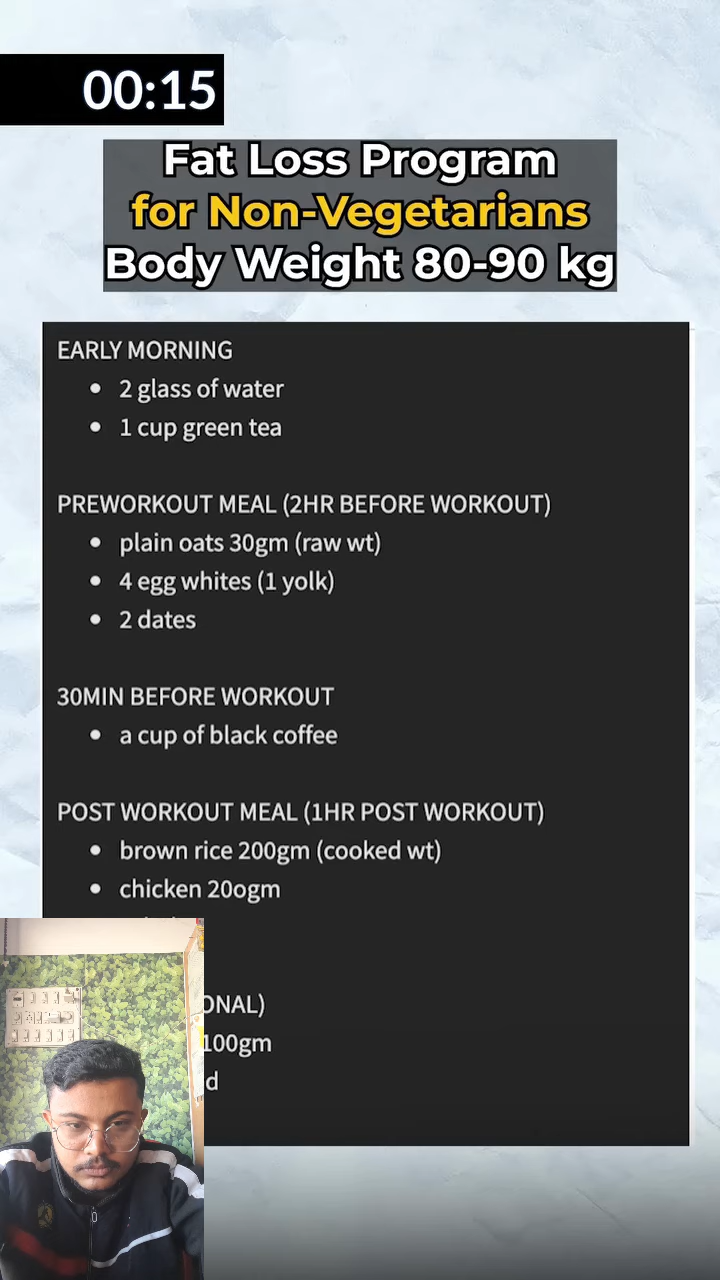 00:15
Fat Loss Program
for Non-Vegetarians
Body Weight 80-90 kg
EARLY MORNING
• 2 glass of water
• 1 cup green tea
PREWORKOUT MEAL (2HR BEFORE WORKOUT)
• plain oats 30gm (raw wt)
• 4 egg whites (1 yolk)
• 2 dates
30MIN BEFORE WORKOUT
• a cup of black coffee
POST WORKOUT MEAL (1HR POST WORKOUT)
• brown rice 200gm (cooked wt)
• chicken 20ogm
ONAL)
100gm
d